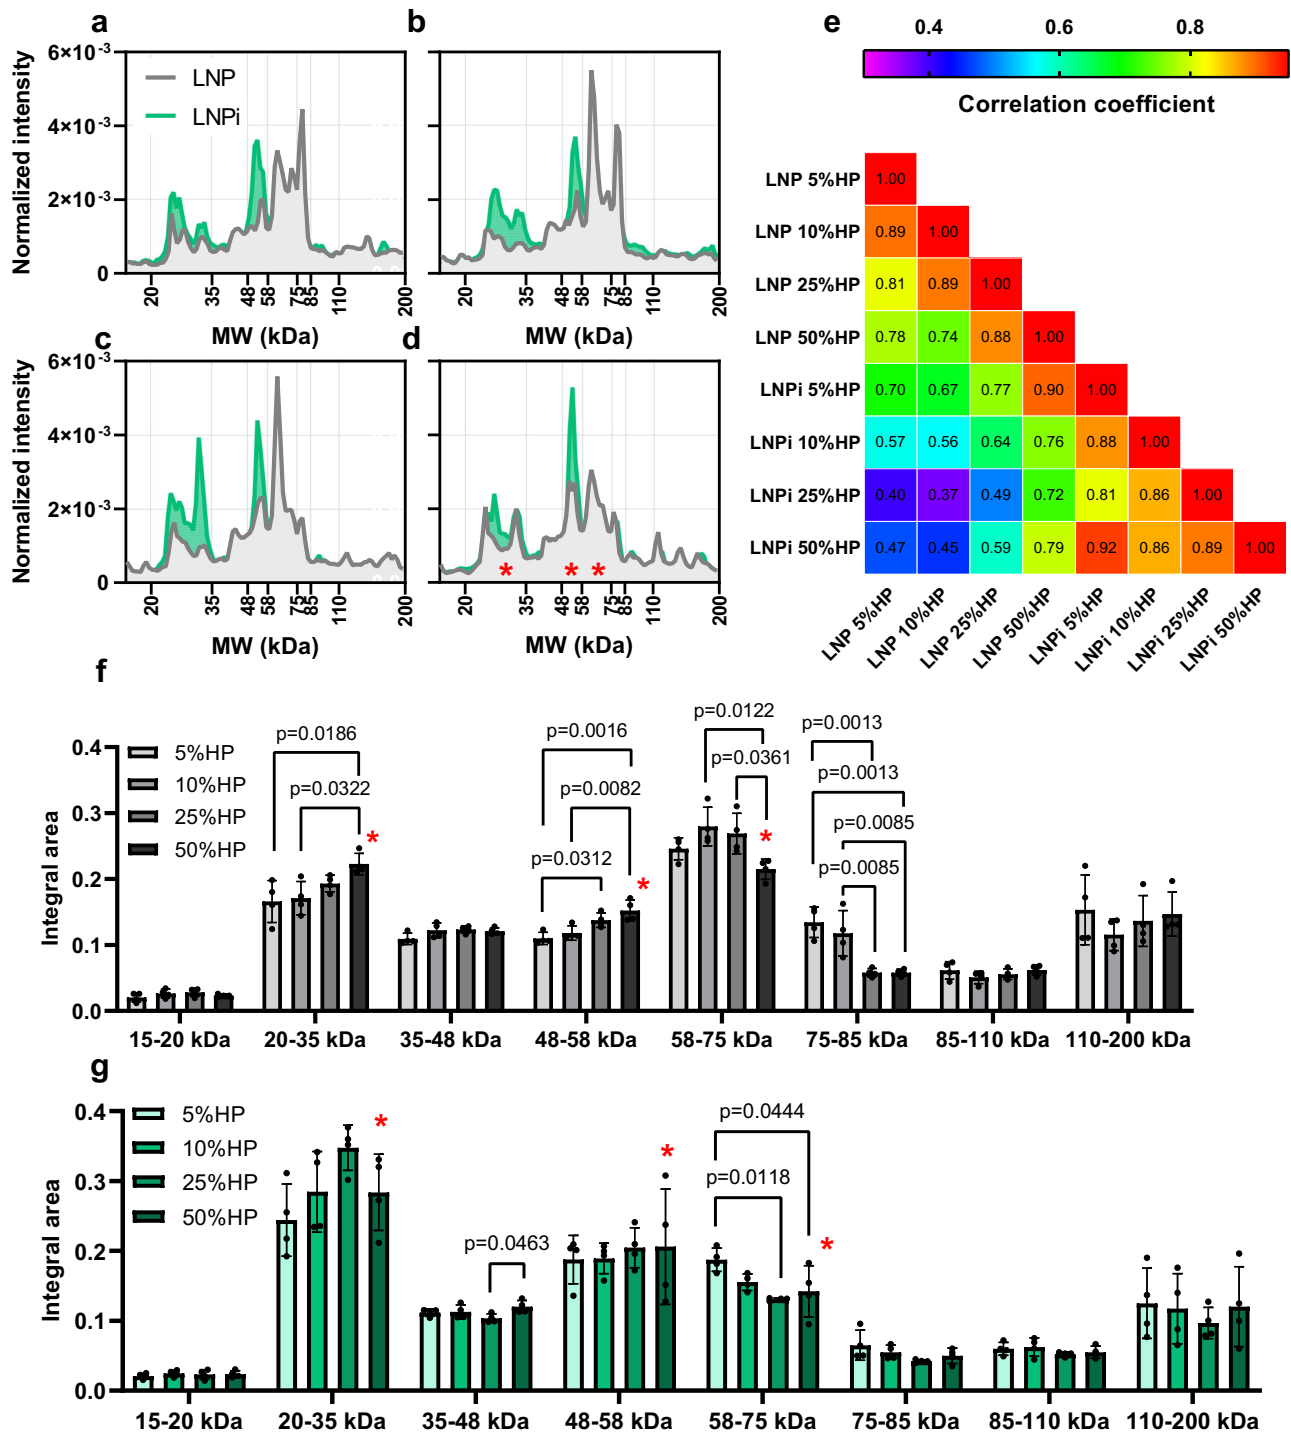 a
b
e
6×10⁻³
4×10⁻³
2×10⁻³
0
Normalized intensity
LNP
LNPi
20 35 48 58 75 85 110 200
MW (kDa)
20 35 48 58 75 85 110 200
MW (kDa)
c
d
6×10⁻³
4×10⁻³
2×10⁻³
0
Normalized intensity
* * *
20 35 48 58 75 85 110 200
MW (kDa)
20 35 48 58 75 85 110 200
MW (kDa)
0.4 0.6 0.8
Correlation coefficient
LNP 5%HP 1.00
LNP 10%HP 0.89 1.00
LNP 25%HP 0.81 0.89 1.00
LNP 50%HP 0.78 0.74 0.88 1.00
LNPi 5%HP 0.70 0.67 0.77 0.90 1.00
LNPi 10%HP 0.57 0.56 0.64 0.76 0.88 1.00
LNPi 25%HP 0.40 0.37 0.49 0.72 0.81 0.86 1.00
LNPi 50%HP 0.47 0.45 0.59 0.79 0.92 0.86 0.89 1.00
LNP 5%HP LNP 10%HP LNP 25%HP LNP 50%HP LNPi 5%HP LNPi 10%HP LNPi 25%HP LNPi 50%HP
f
0.4
0.3
0.2
0.1
0.0
Integral area
5%HP
10%HP
25%HP
50%HP
p=0.0186
p=0.0322
*
p=0.0016
p=0.0082
p=0.0312
*
p=0.0122
p=0.0361
*
p=0.0013
p=0.0013
p=0.0085
p=0.0085
15-20 kDa 20-35 kDa 35-48 kDa 48-58 kDa 58-75 kDa 75-85 kDa 85-110 kDa 110-200 kDa
g
0.4
0.3
0.2
0.1
0.0
Integral area
5%HP
10%HP
25%HP
50%HP
*
p=0.0463
*
p=0.0444
p=0.0118
*
15-20 kDa 20-35 kDa 35-48 kDa 48-58 kDa 58-75 kDa 75-85 kDa 85-110 kDa 110-200 kDa